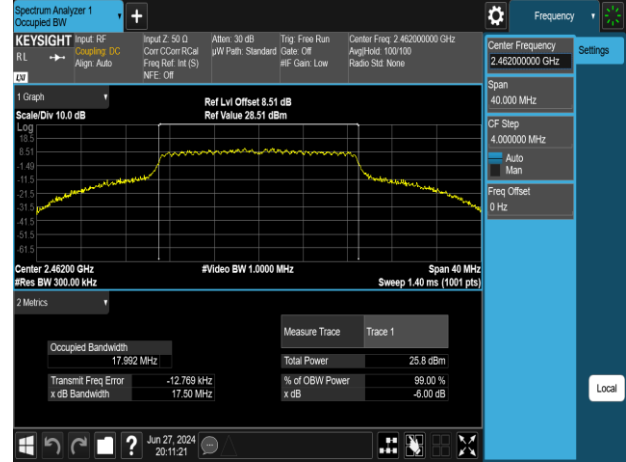 Spectrum Analyzer 1
Occupied BW
Frequency
KEYSIGHT
RL
LXI
Input: RF
Coupling: DC
Align: Auto
Input Z: 50 Ω
Corr CCorr RCal
Freq Ref: Int (S)
NFE: Off
Atten: 30 dB
µW Path: Standard
Trig: Free Run
Gate: Off
#IF Gain: Low
Center Freq: 2.462000000 GHz
Avg|Hold: 100/100
Radio Std: None
Center Frequency
2.462000000 GHz
Settings
Span
40.000 MHz
CF Step
4.000000 MHz
Auto
Man
Freq Offset
0 Hz
Local
1 Graph
Scale/Div 10.0 dB
Ref Lvl Offset 8.51 dB
Ref Value 28.51 dBm
Log
18.5
8.51
-1.49
-11.5
-21.5
-31.5
-41.5
-51.5
-61.5
Center 2.46200 GHz
#Res BW 300.00 kHz
#Video BW 1.0000 MHz
Span 40 MHz
Sweep 1.40 ms (1001 pts)
2 Metrics
Measure Trace
Trace 1
Occupied Bandwidth
17.992 MHz
Total Power
25.8 dBm
Transmit Freq Error
-12.769 kHz
% of OBW Power
99.00 %
x dB Bandwidth
17.50 MHz
x dB
-6.00 dB
?
Jun 27, 2024
20:11:21